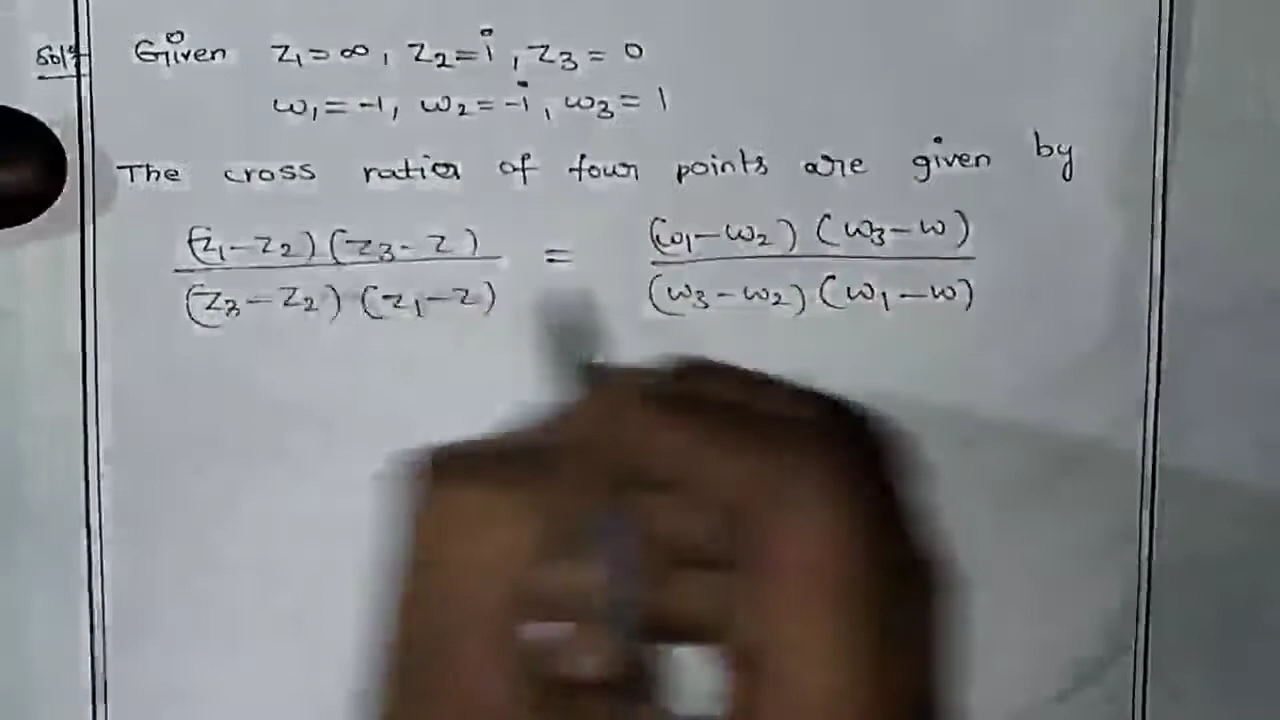 Sol? Given z₁=∞, z₂=i, z₃=0
w₁=-1, w₂=-i, w₃=1
The cross ratios of four points are given by
(z₁-z₂)(z₃-z) / (z₃-z₂)(z₁-z) = (w₁-w₂)(w₃-w) / (w₃-w₂)(w₁-w)